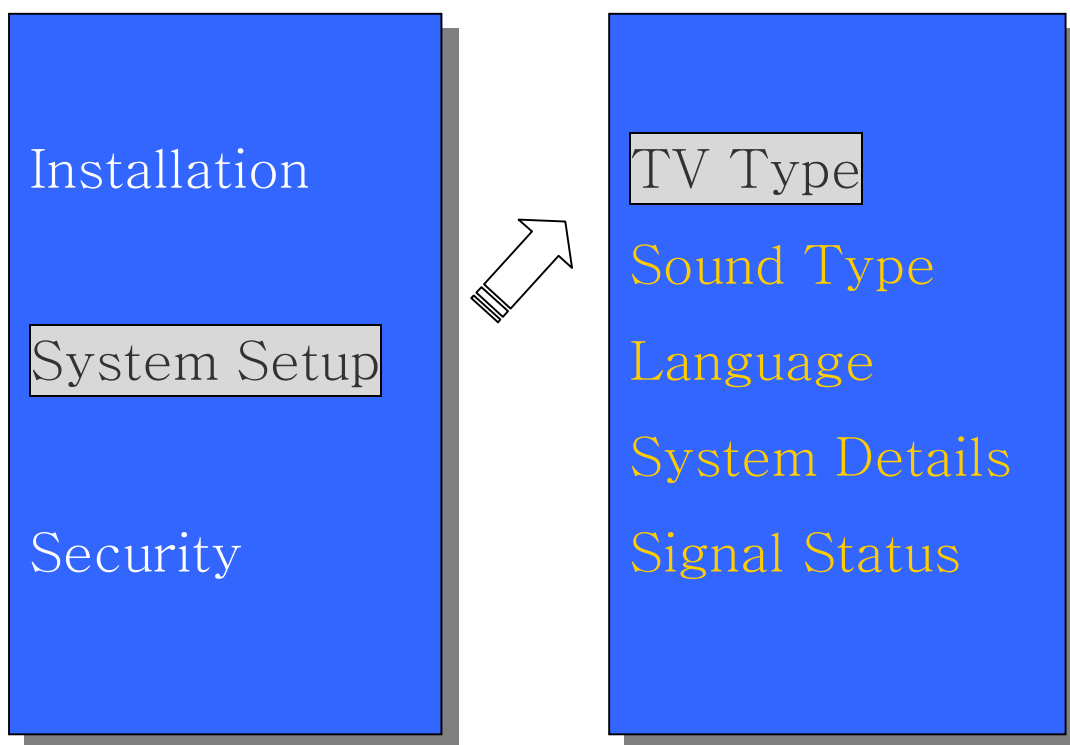 Installation
System Setup
Security
TV Type
Sound Type
Language
System Details
Signal Status